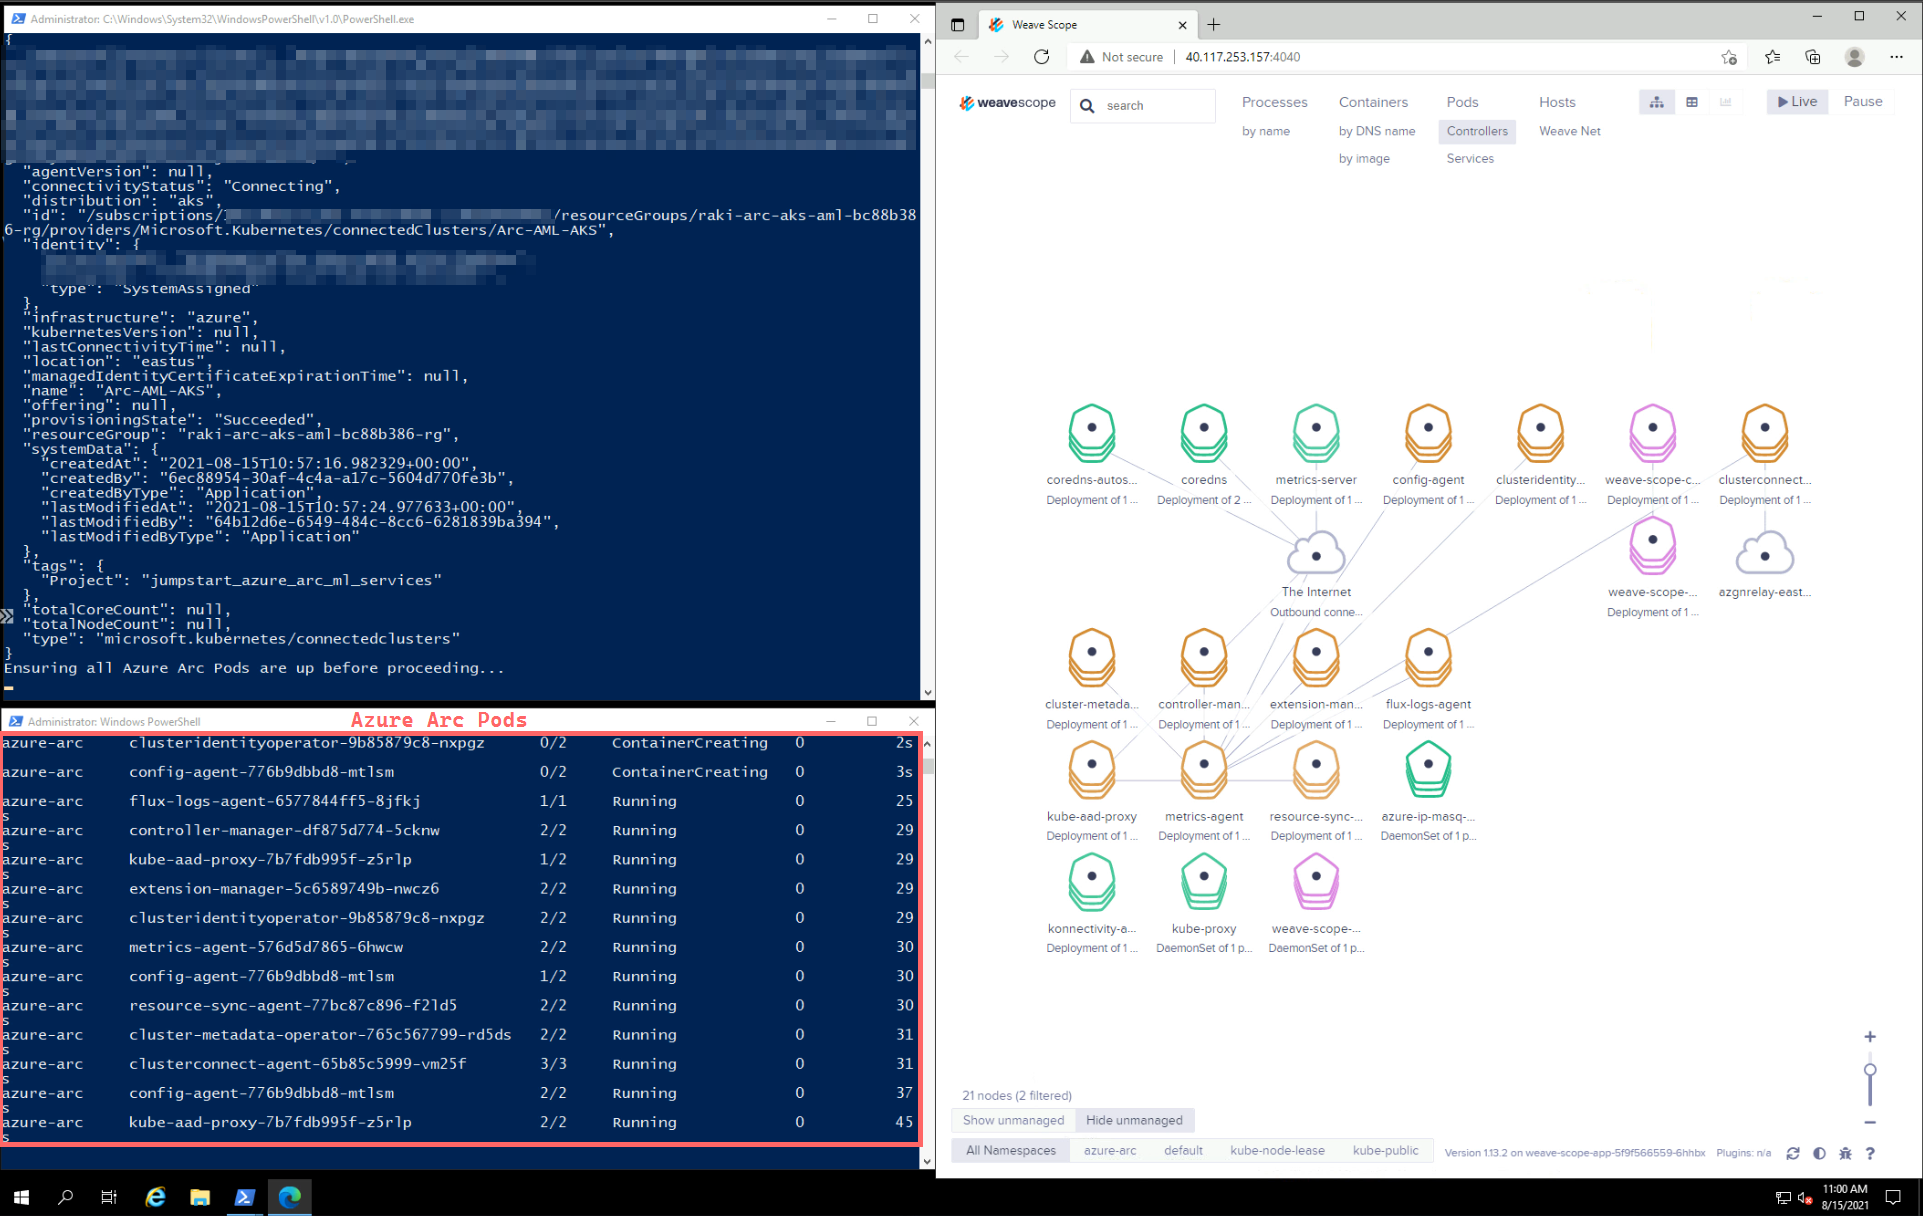 Administrator: C:\Windows\System32\WindowsPowerShell\v1.0\PowerShell.exe
{
"agentVersion": null,
"connectivityStatus": "Connecting",
"distribution": "aks",
"id": "/subscriptions/ /resourceGroups/raki-arc-aks-aml-bc88b38
6-rg/providers/Microsoft.Kubernetes/connectedClusters/Arc-AML-AKS",
"identity": {
"type": "SystemAssigned"
},
"infrastructure": "azure",
"kubernetesVersion": null,
"lastConnectivityTime": null,
"location": "eastus",
"managedIdentityCertificateExpirationTime": null,
"name": "Arc-AML-AKS",
"offering": null,
"provisioningState": "Succeeded",
"resourceGroup": "raki-arc-aks-aml-bc88b386-rg",
"systemData": {
"createdAt": "2021-08-15T10:57:16.982329+00:00",
"createdBy": "6ec88954-30af-4c4a-a17c-5604d770fe3b",
"createdByType": "Application",
"lastModifiedAt": "2021-08-15T10:57:24.977633+00:00",
"lastModifiedBy": "64b12d6e-6549-484c-8cc6-6281839ba394",
"lastModifiedByType": "Application"
},
"tags": {
"Project": "jumpstart_azure_arc_ml_services"
},
"totalCoreCount": null,
"totalNodeCount": null,
"type": "microsoft.kubernetes/connectedclusters"
}
Ensuring all Azure Arc Pods are up before proceeding...
Administrator: Windows PowerShell
Azure Arc Pods
azure-arc clusteridentityoperator-9b85879c8-nxpgz 0/2 ContainerCreating 0 2s
azure-arc config-agent-776b9dbbd8-mtlsm 0/2 ContainerCreating 0 3s
azure-arc flux-logs-agent-6577844ff5-8jfkj 1/1 Running 0 25
s
azure-arc controller-manager-df875d774-5cknw 2/2 Running 0 29
s
azure-arc kube-aad-proxy-7b7fdb995f-z5rlp 1/2 Running 0 29
s
azure-arc extension-manager-5c6589749b-nwcz6 2/2 Running 0 29
s
azure-arc clusteridentityoperator-9b85879c8-nxpgz 2/2 Running 0 29
s
azure-arc metrics-agent-576d5d7865-6hwcw 2/2 Running 0 30
s
azure-arc config-agent-776b9dbbd8-mtlsm 1/2 Running 0 30
s
azure-arc resource-sync-agent-77bc87c896-f2ld5 2/2 Running 0 30
s
azure-arc cluster-metadata-operator-765c567799-rd5ds 2/2 Running 0 31
s
azure-arc clusterconnect-agent-65b85c5999-vm25f 3/3 Running 0 31
s
azure-arc config-agent-776b9dbbd8-mtlsm 2/2 Running 0 37
s
azure-arc kube-aad-proxy-7b7fdb995f-z5rlp 2/2 Running 0 45
s
Weave Scope
Not secure 40.117.253.157:4040
weavescope search Processes Containers Pods Hosts Live Pause
by name by DNS name Controllers Weave Net
by image Services
coredns-autos... coredns metrics-server config-agent clusteridentity... weave-scope-c... clusterconnect...
Deployment of 1 ... Deployment of 2 ... Deployment of 1 ... Deployment of 1 ... Deployment of 1 ... Deployment of 1 ... Deployment of 1 ...
The Internet weave-scope-... azgnrelay-east...
Outbound conne... Deployment of 1 ...
cluster-metada... controller-man... extension-man... flux-logs-agent
Deployment of 1 ... Deployment of 1 ... Deployment of 1 ... Deployment of 1 ...
kube-aad-proxy metrics-agent resource-sync-... azure-ip-masq-...
Deployment of 1 ... Deployment of 1 ... Deployment of 1 ... DaemonSet of 1 p...
konnectivity-a... kube-proxy weave-scope-...
Deployment of 1 ... DaemonSet of 1 p... DaemonSet of 1 p...
21 nodes (2 filtered)
Show unmanaged Hide unmanaged
All Namespaces azure-arc default kube-node-lease kube-public Version 1.13.2 on weave-scope-app-5f9f566559-6hhbx Plugins: n/a
11:00 AM
8/15/2021